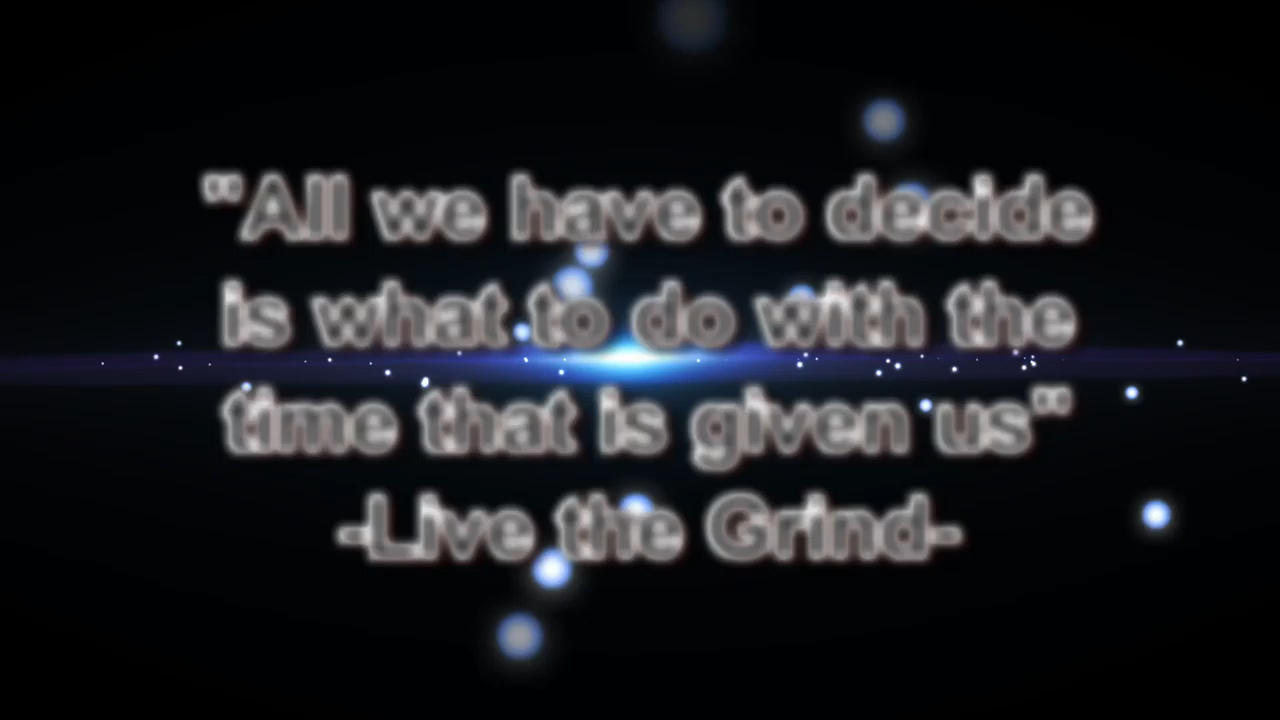 "All we have to decide
is what to do with the
time that is given us"
-Live the Grind-